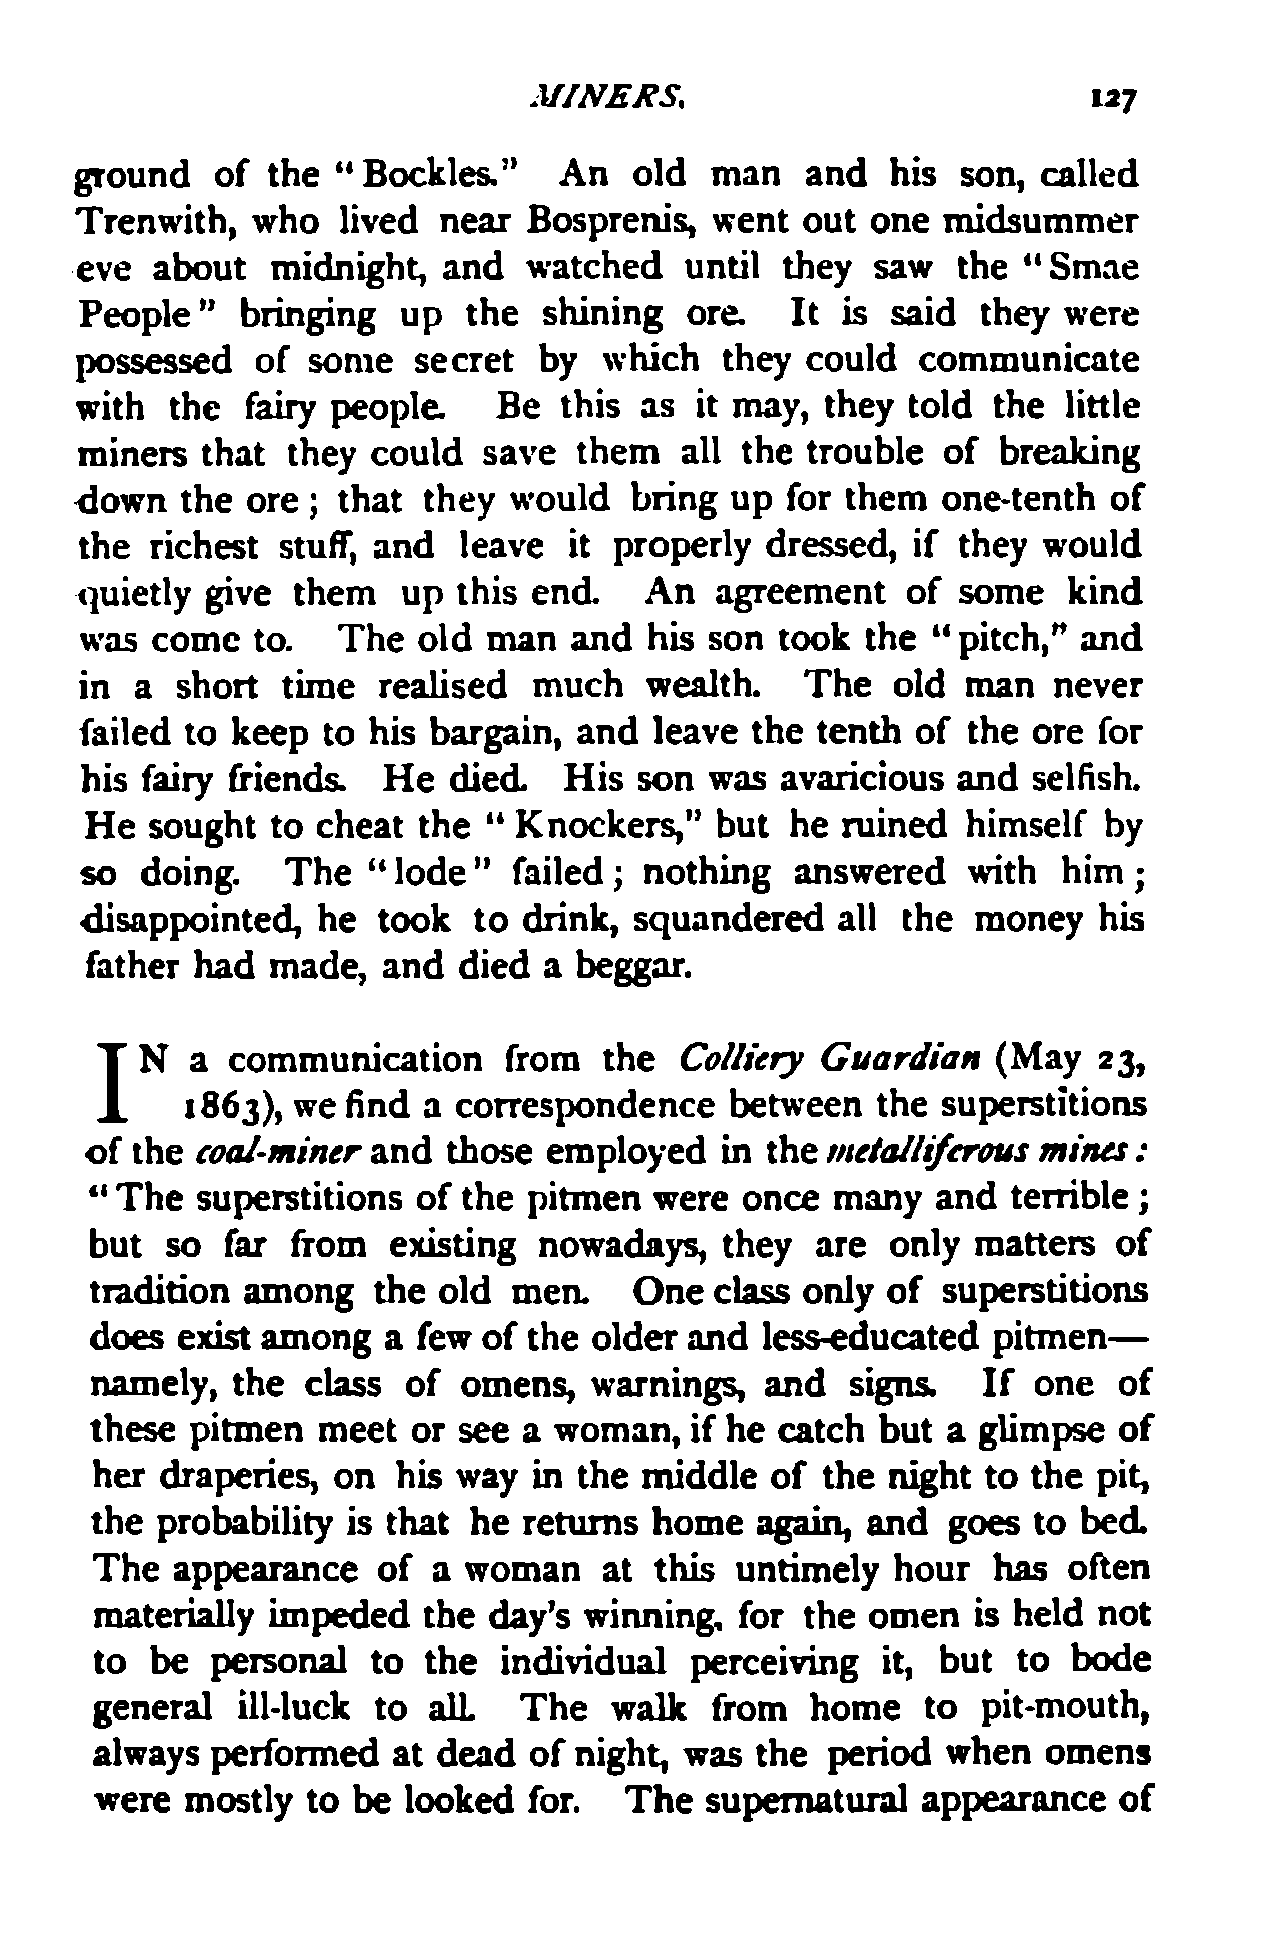 MINERS. 127
ground of the “Bockles.” An old man and his son, called
Trenwith, who lived near Bosprenis, went out one midsummer
eve about midnight, and watched until they saw the “Smae
People” bringing up the shining ore. It is said they were
possessed of some secret by which they could communicate
with the fairy people. Be this as it may, they told the little
miners that they could save them all the trouble of breaking
down the ore; that they would bring up for them one-tenth of
the richest stuff, and leave it properly dressed, if they would
quietly give them up this end. An agreement of some kind
was come to. The old man and his son took the “pitch,” and
in a short time realised much wealth. The old man never
failed to keep to his bargain, and leave the tenth of the ore for
his fairy friends. He died. His son was avaricious and selfish.
He sought to cheat the “Knockers,” but he ruined himself by
so doing. The “lode” failed; nothing answered with him;
disappointed, he took to drink, squandered all the money his
father had made, and died a beggar.
IN a communication from the Colliery Guardian (May 23,
1863), we find a correspondence between the superstitions
of the coal-miner and those employed in the metalliferous mines:
“The superstitions of the pitmen were once many and terrible;
but so far from existing nowadays, they are only matters of
tradition among the old men. One class only of superstitions
does exist among a few of the older and less-educated pitmen—
namely, the class of omens, warnings, and signs. If one of
these pitmen meet or see a woman, if he catch but a glimpse of
her draperies, on his way in the middle of the night to the pit,
the probability is that he returns home again, and goes to bed.
The appearance of a woman at this untimely hour has often
materially impeded the day's winning, for the omen is held not
to be personal to the individual perceiving it, but to bode
general ill-luck to all. The walk from home to pit-mouth,
always performed at dead of night, was the period when omens
were mostly to be looked for. The supernatural appearance of